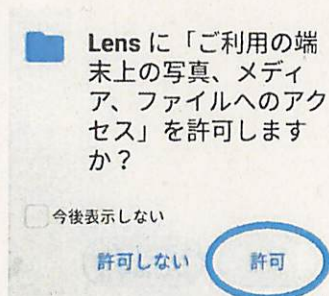 Lens に「ご利用の端
末上の写真、メディ
ア、ファイルへのアク
セス」を許可します
か？
今後表示しない
許可しない 許可